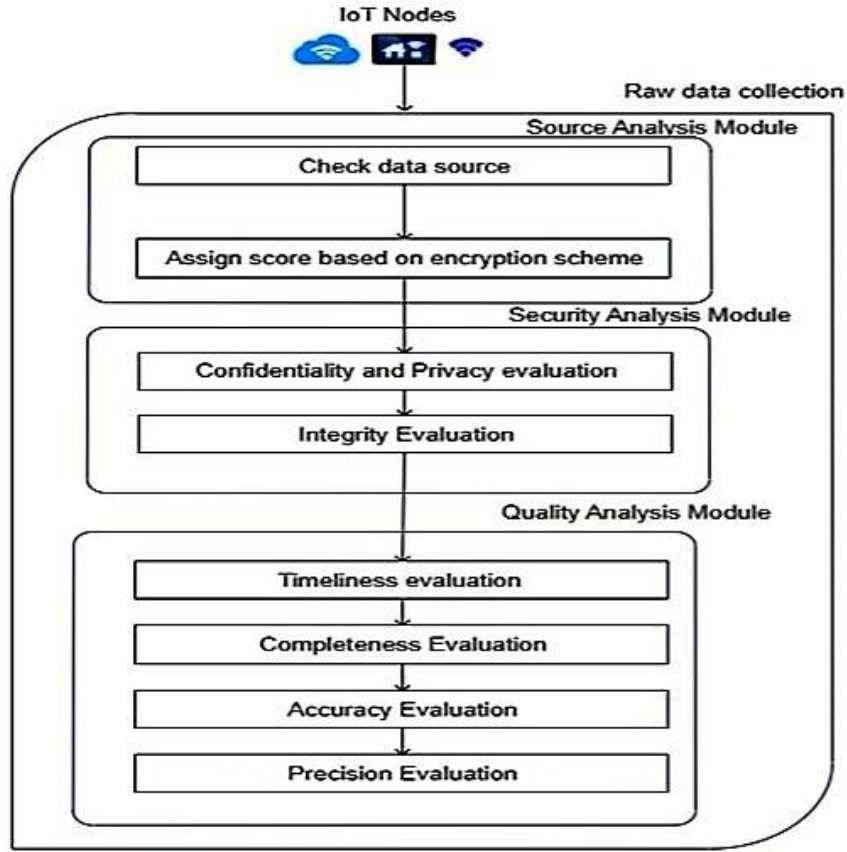 IoT Nodes
Raw data collection
Source Analysis Module
Check data source
Assign score based on encryption scheme
Security Analysis Module
Confidentiality and Privacy evaluation
Integrity Evaluation
Quality Analysis Module
Timeliness evaluation
Completeness Evaluation
Accuracy Evaluation
Precision Evaluation